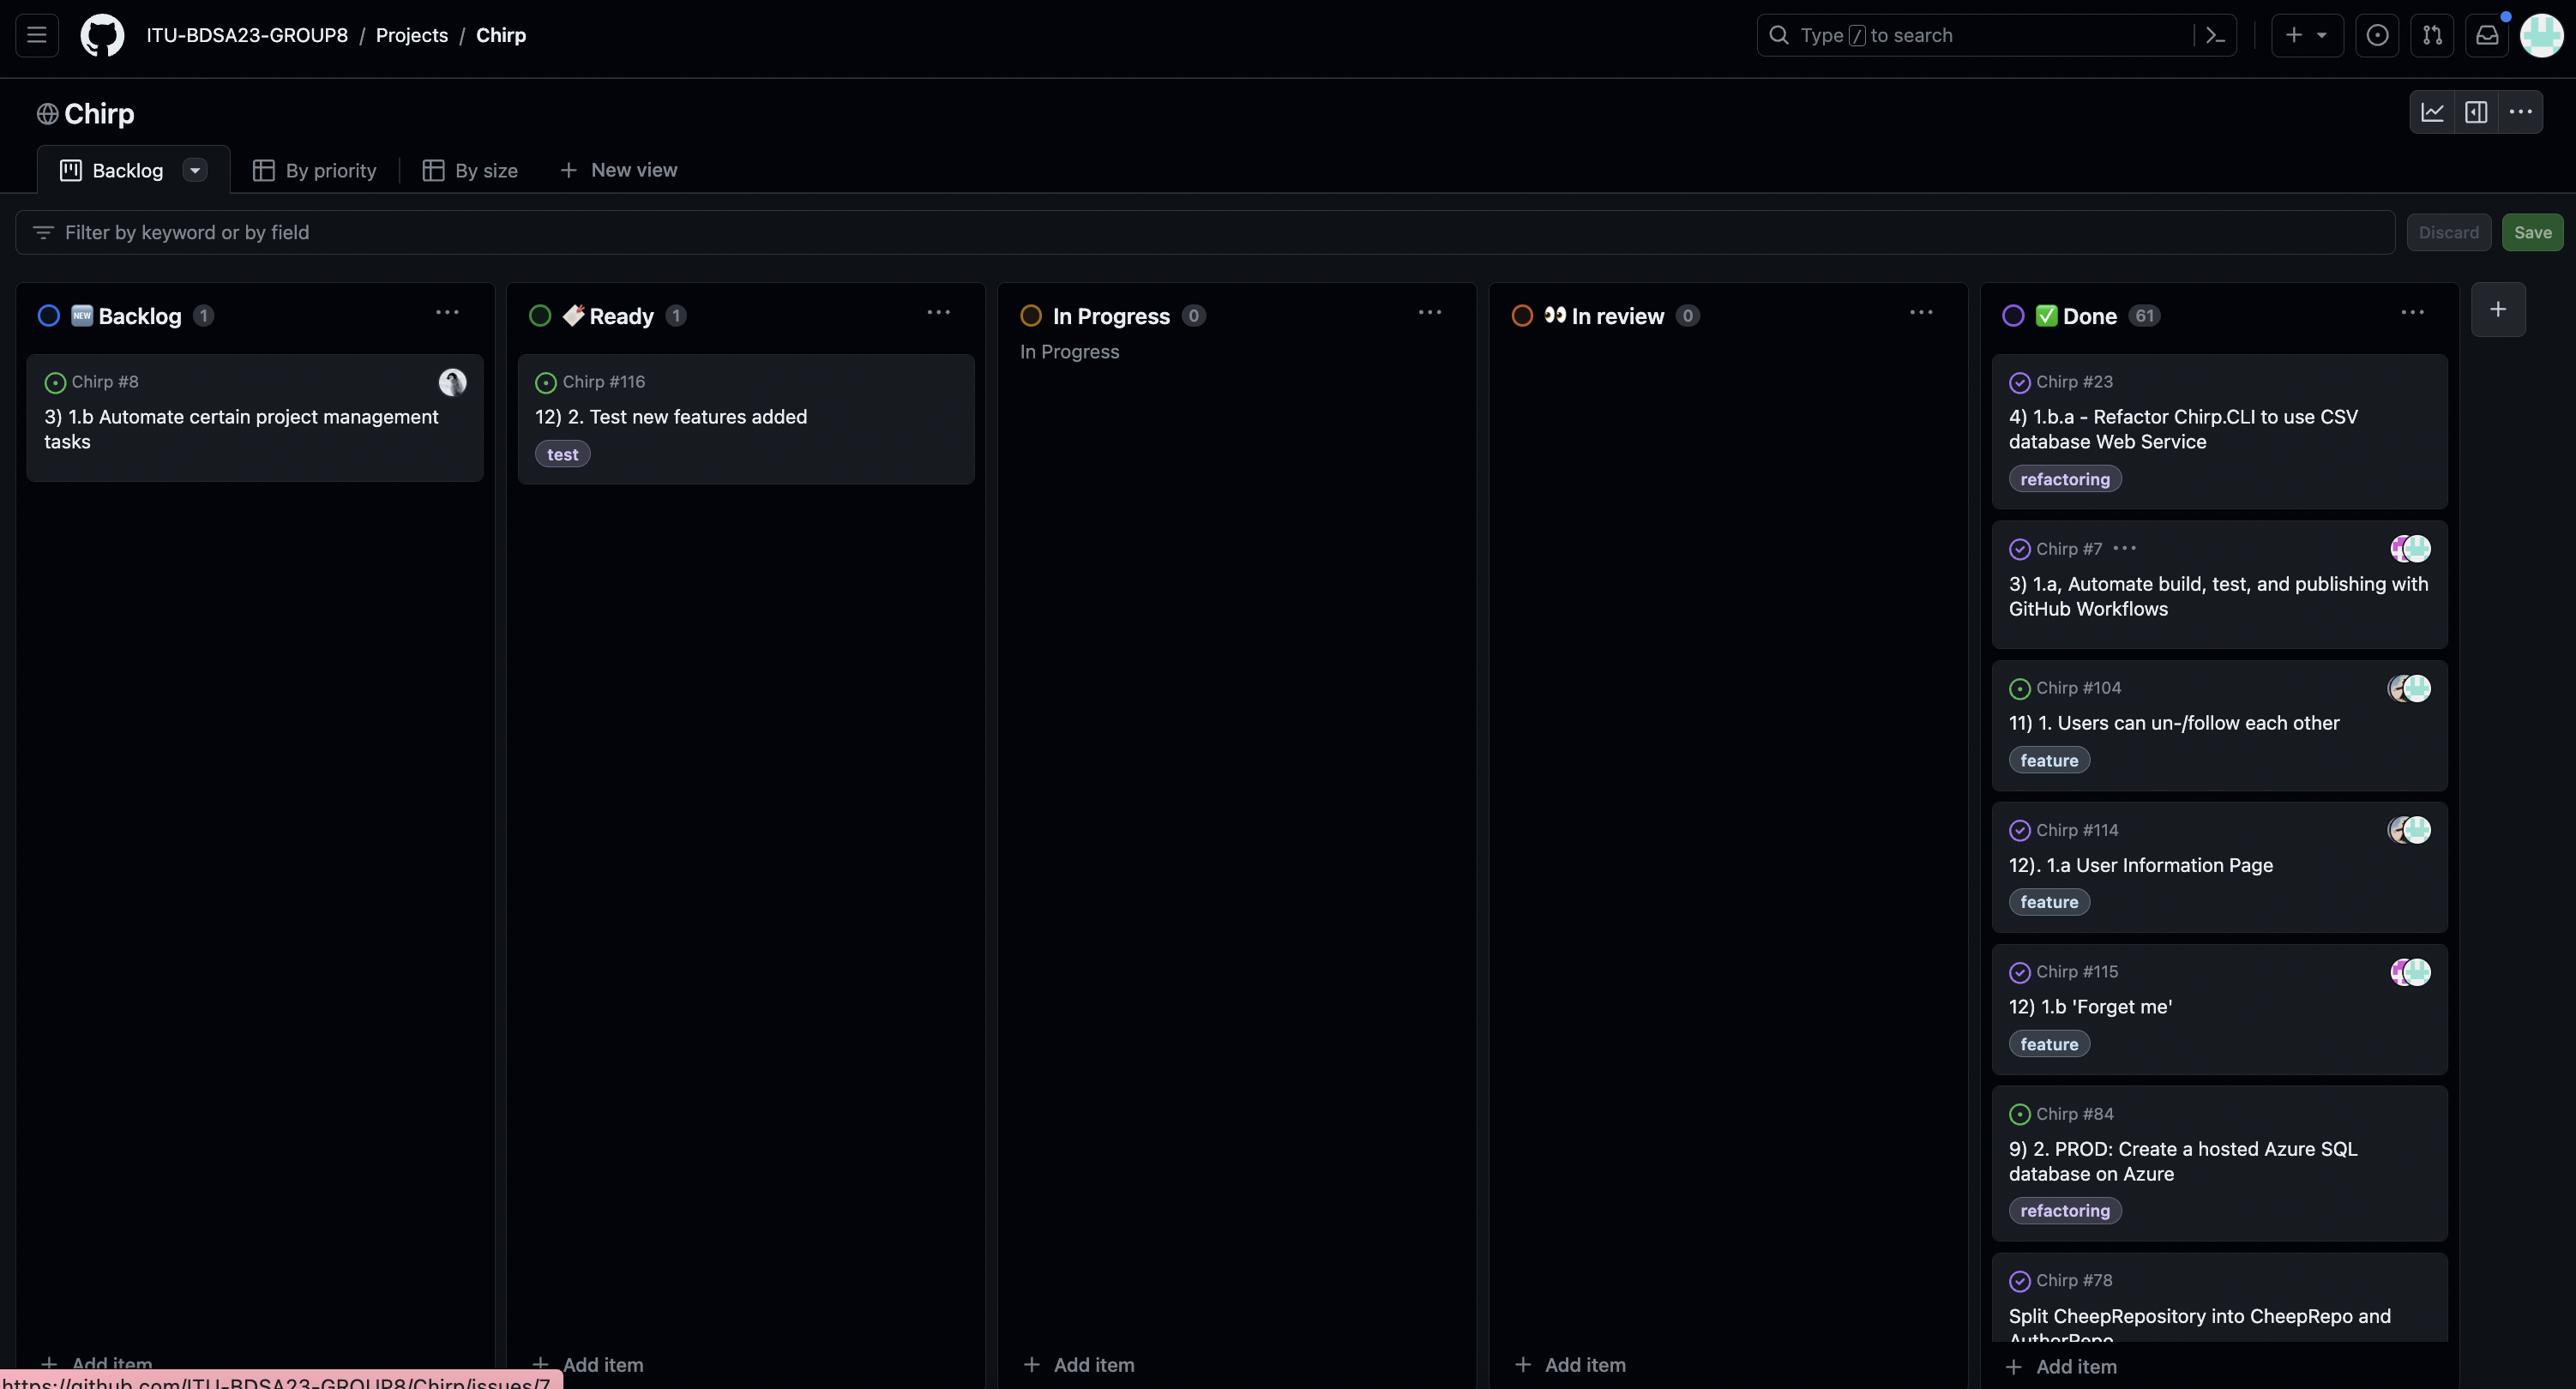 ITU-BDSA23-GROUP8 / Projects / Chirp
Type / to search
Chirp
Backlog
By priority
By size
+ New view
Filter by keyword or by field
Discard
Save
NEW Backlog 1
Chirp #8
3) 1.b Automate certain project management
tasks
+ Add item
Ready 1
Chirp #116
12) 2. Test new features added
test
+ Add item
In Progress 0
In Progress
+ Add item
In review 0
+ Add item
Done 61
Chirp #23
4) 1.b.a - Refactor Chirp.CLI to use CSV
database Web Service
refactoring
Chirp #7
3) 1.a, Automate build, test, and publishing with
GitHub Workflows
Chirp #104
11) 1. Users can un-/follow each other
feature
Chirp #114
12). 1.a User Information Page
feature
Chirp #115
12) 1.b 'Forget me'
feature
Chirp #84
9) 2. PROD: Create a hosted Azure SQL
database on Azure
refactoring
Chirp #78
Split CheepRepository into CheepRepo and
AuthorRepo
+ Add item
https://github.com/ITU-BDSA23-GROUP8/Chirp/issues/7